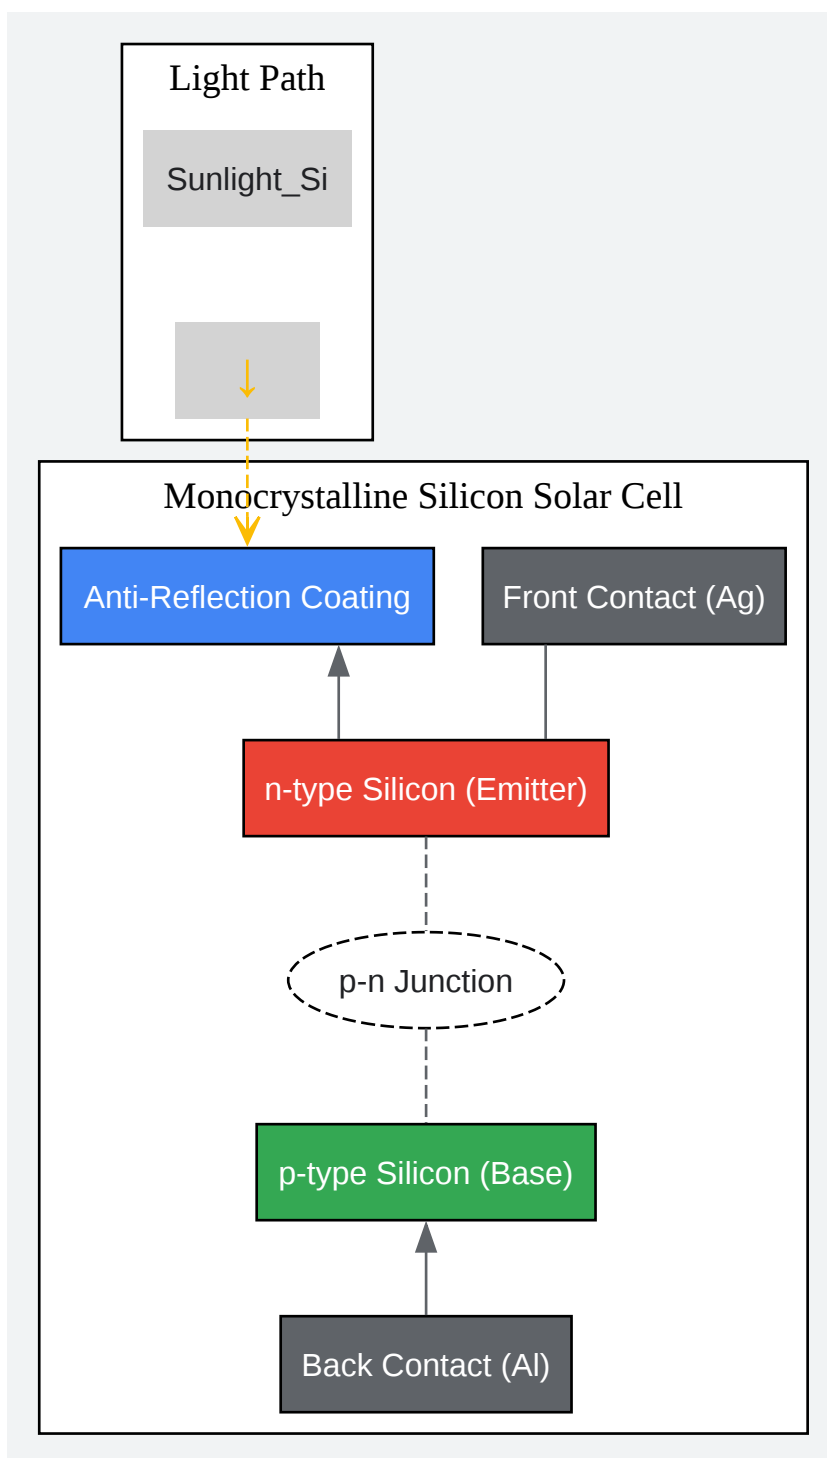 Light Path
Sunlight_Si
↓
Monocrystalline Silicon Solar Cell
Anti-Reflection Coating
Front Contact (Ag)
n-type Silicon (Emitter)
p-n Junction
p-type Silicon (Base)
Back Contact (Al)